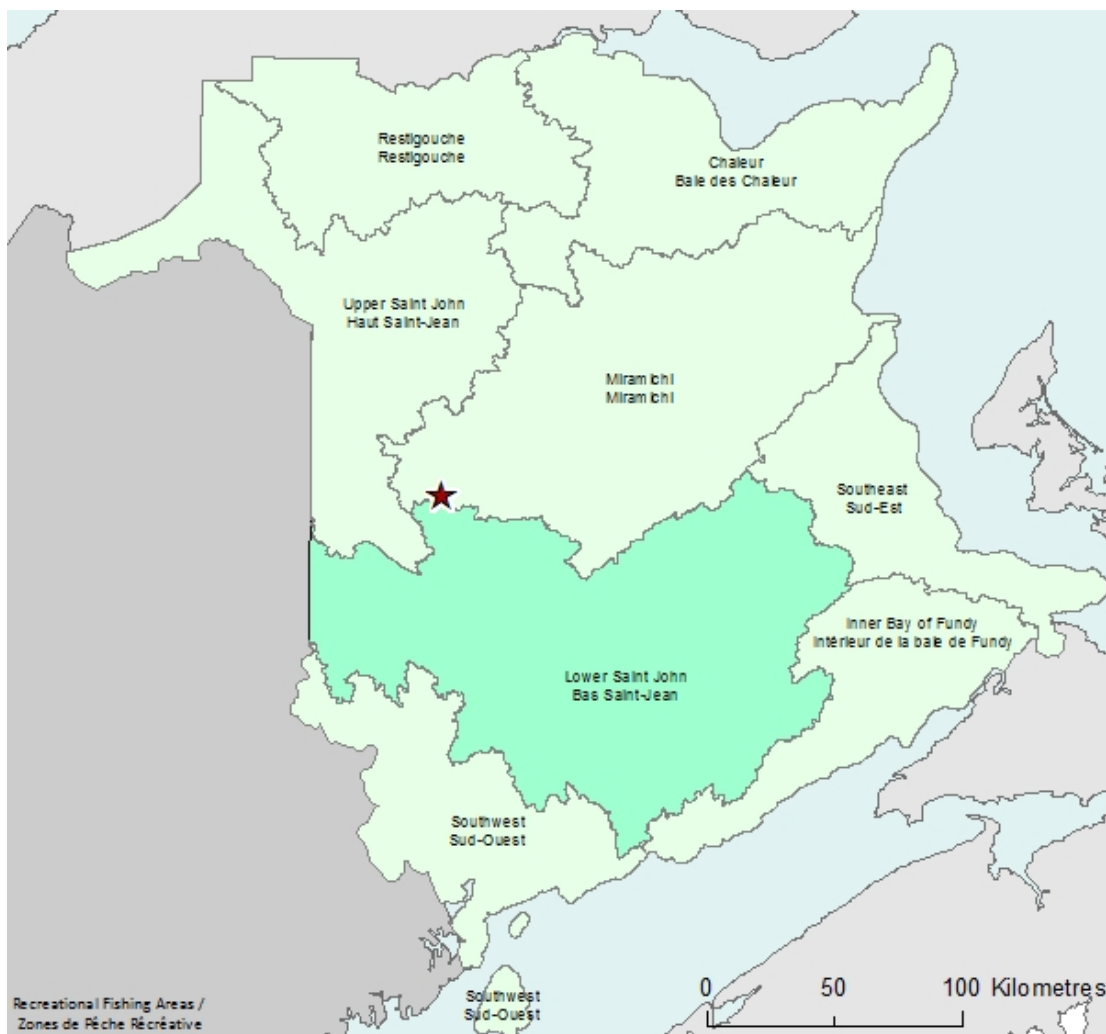 Restigouche
Restigouche
Chaleur
Baie des Chaleur
Upper Saint John
Haut Saint-Jean
Miramichi
Miramichi
Southeast
Sud-Est
Inner Bay of Fundy
Intérieur de la baie de Fundy
Lower Saint John
Bas Saint-Jean
Southwest
Sud-Ouest
Southwest
Sud-Ouest
0 50 100 Kilometres
Recreational Fishing Areas /
Zones de Pêche Récréative